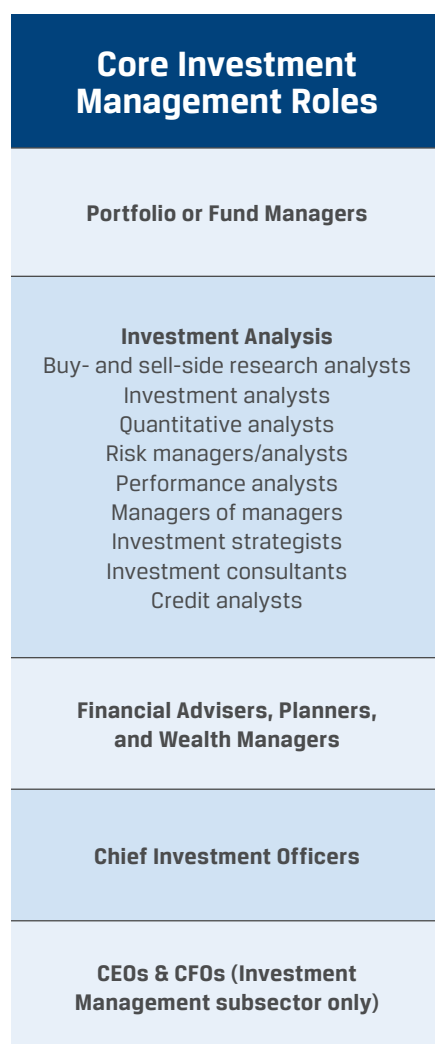 Core Investment
Management Roles
Portfolio or Fund Managers
Investment Analysis
Buy- and sell-side research analysts
Investment analysts
Quantitative analysts
Risk managers/analysts
Performance analysts
Managers of managers
Investment strategists
Investment consultants
Credit analysts
Financial Advisers, Planners,
and Wealth Managers
Chief Investment Officers
CEOs & CFOs (Investment
Management subsector only)